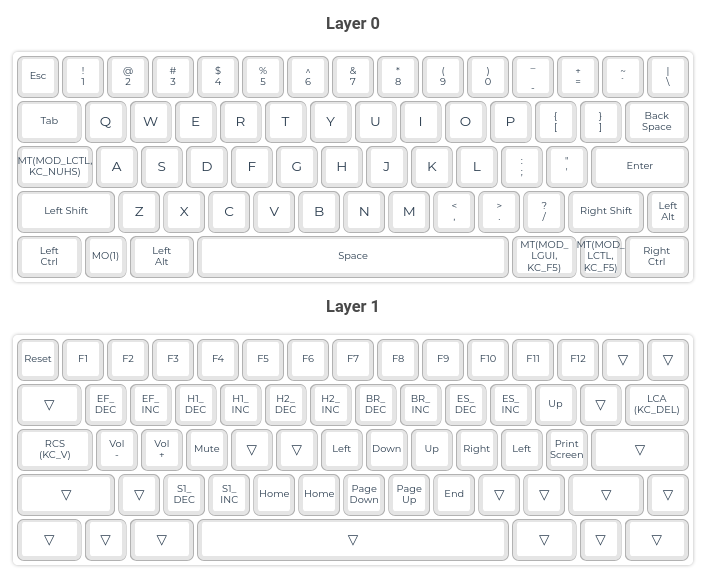 Layer 0
Esc ! @ # $ % ^ & * ( ) _ + ~ |
1 2 3 4 5 6 7 8 9 0 - = ` \
Tab Q W E R T Y U I O P { } Back
[ ] Space
MT(MOD_LCTL, A S D F G H J K L : " Enter
KC_NUHS) ; '
Left Shift Z X C V B N M < > ? Right Shift Left
, . / Alt
Left MO(1) Left Space MT(MOD_ MT(MOD_ Right
Ctrl Alt LGUI, LCTL, Ctrl
KC_F5) KC_F5)
Layer 1
Reset F1 F2 F3 F4 F5 F6 F7 F8 F9 F10 F11 F12 ▽ ▽
▽ EF_ EF_ H1_ H1_ H2_ H2_ BR_ BR_ ES_ ES_ Up ▽ LCA
DEC INC DEC INC DEC INC DEC INC DEC INC (KC_DEL)
RCS Vol Vol Mute ▽ ▽ Left Down Up Right Left Print ▽
(KC_V) - + Screen
▽ ▽ S1_ S1_ Home Home Page Page End ▽ ▽ ▽ ▽
DEC INC Down Up
▽ ▽ ▽ ▽ ▽ ▽ ▽